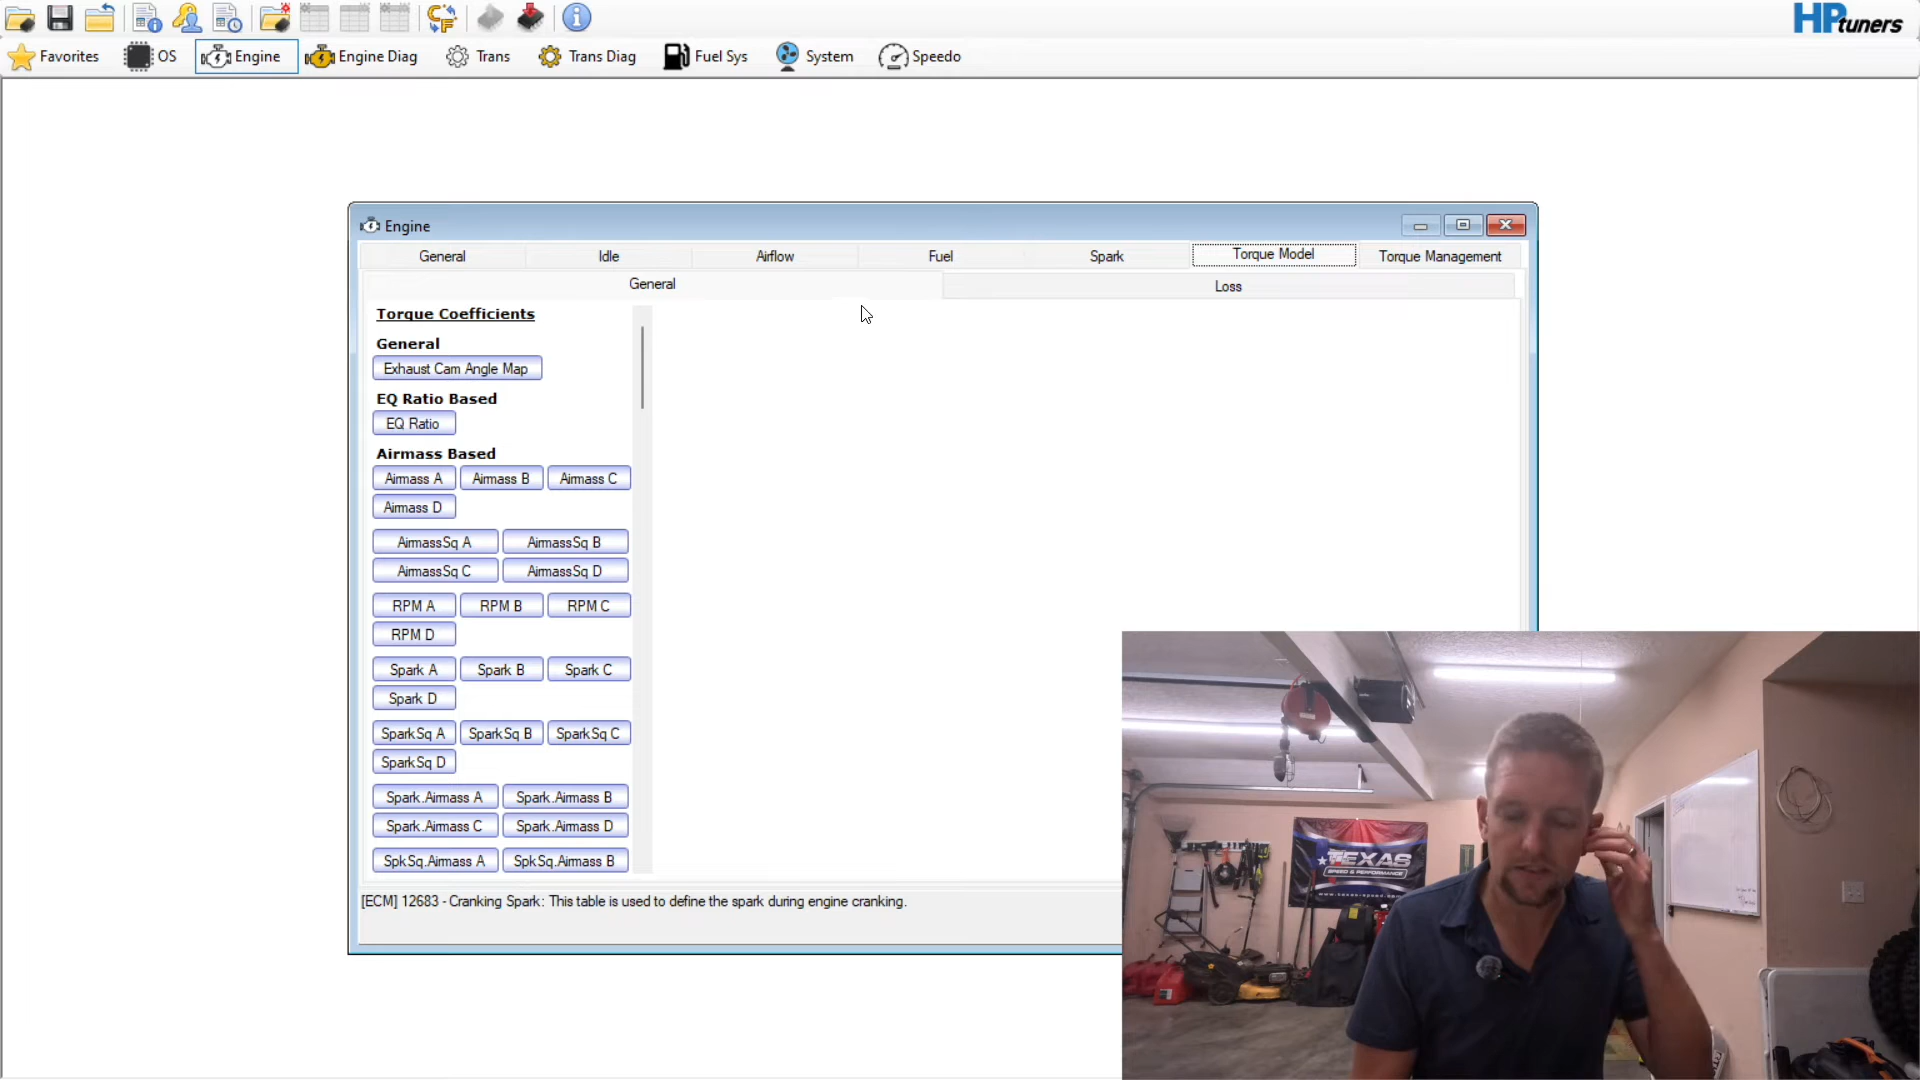 HPtuners
Favorites OS Engine Engine Diag Trans Trans Diag Fuel Sys System Speedo
Engine
General Idle Airflow Fuel Spark Torque Model Torque Management
General Loss
Torque Coefficients
General
Exhaust Cam Angle Map
EQ Ratio Based
EQ Ratio
Airmass Based
Airmass A Airmass B Airmass C
Airmass D
AirmassSq A AirmassSq B
AirmassSq C AirmassSq D
RPM A RPM B RPM C
RPM D
Spark A Spark B Spark C
Spark D
SparkSq A SparkSq B SparkSq C
SparkSq D
Spark.Airmass A Spark.Airmass B
Spark.Airmass C Spark.Airmass D
SpkSq.Airmass A SpkSq.Airmass B
[ECM] 12683 - Cranking Spark: This table is used to define the spark during engine cranking.
TEXAS
SPEED & PERFORMANCE